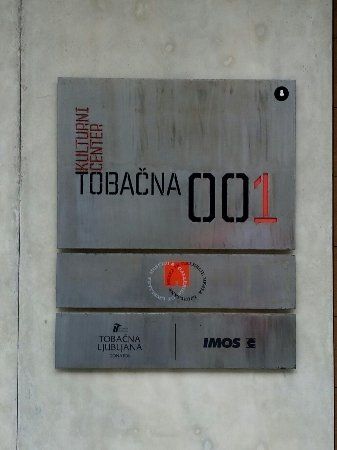 KULTURNI
CENTER
TOBAČNA 001
TOBAČNA
LJUBLJANA
IMOS